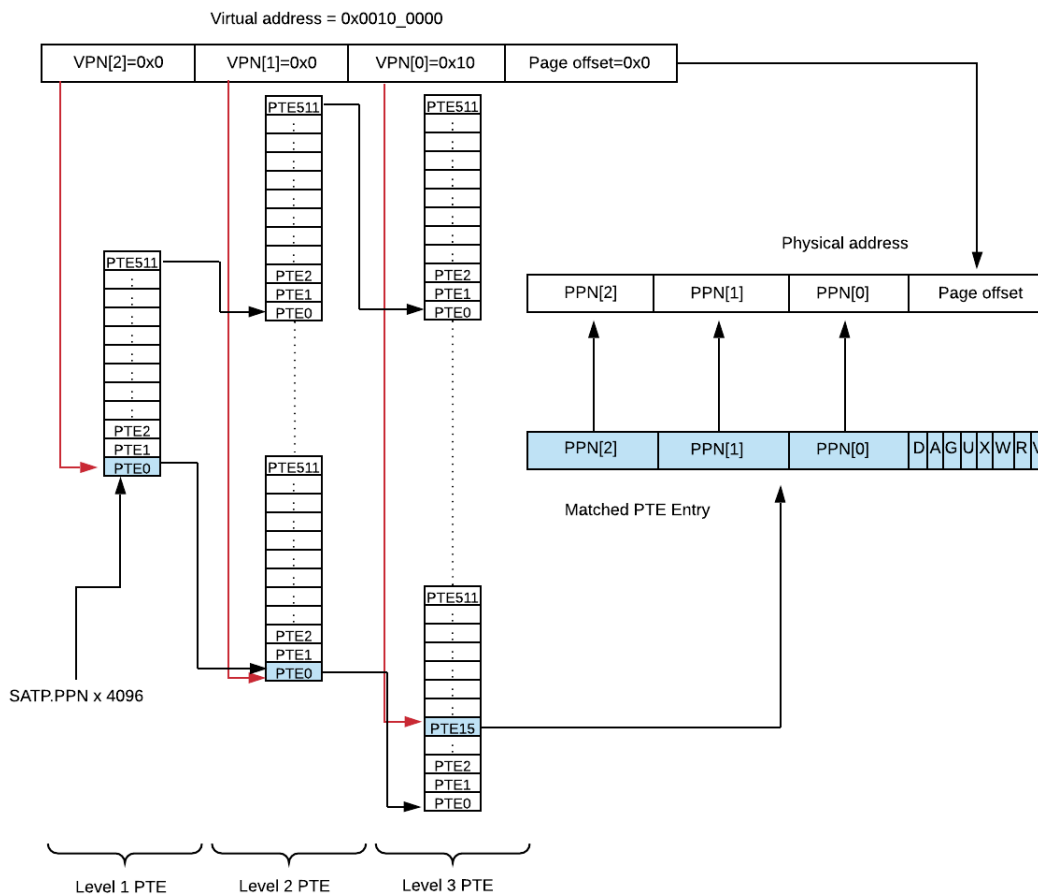 Virtual address = 0x0010_0000
VPN[2]=0x0 VPN[1]=0x0 VPN[0]=0x10 Page offset=0x0
PTE511
:
:
:
:
:
:
:
:
PTE2
PTE1
PTE0
PTE511
:
:
:
:
:
:
:
:
PTE2
PTE1
PTE0
PTE511
:
:
:
:
:
:
:
:
PTE2
PTE1
PTE0
PTE511
:
:
:
:
:
:
:
:
PTE2
PTE1
PTE0
PTE511
:
:
:
:
:
:
PTE15
:
PTE2
PTE1
PTE0
SATP.PPN x 4096
Physical address
PPN[2] PPN[1] PPN[0] Page offset
PPN[2] PPN[1] PPN[0] D A G U X W R V
Matched PTE Entry
Level 1 PTE Level 2 PTE Level 3 PTE